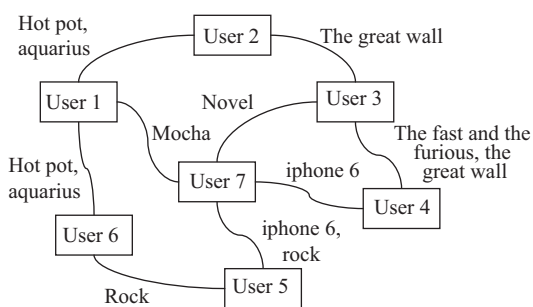 Hot pot,
aquarius
User 2
The great wall
User 1
Novel
User 3
Mocha
The fast and the
furious, the
great wall
Hot pot,
aquarius
User 7
iphone 6
User 4
User 6
iphone 6,
rock
User 5
Rock